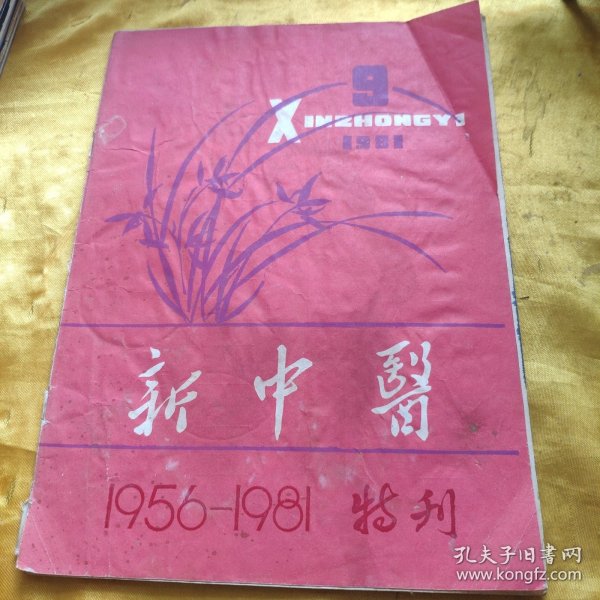 9
XINZHONGYI
1981
新中醫
1956-1981 特刊
孔夫子旧书网
www.kongfz.com